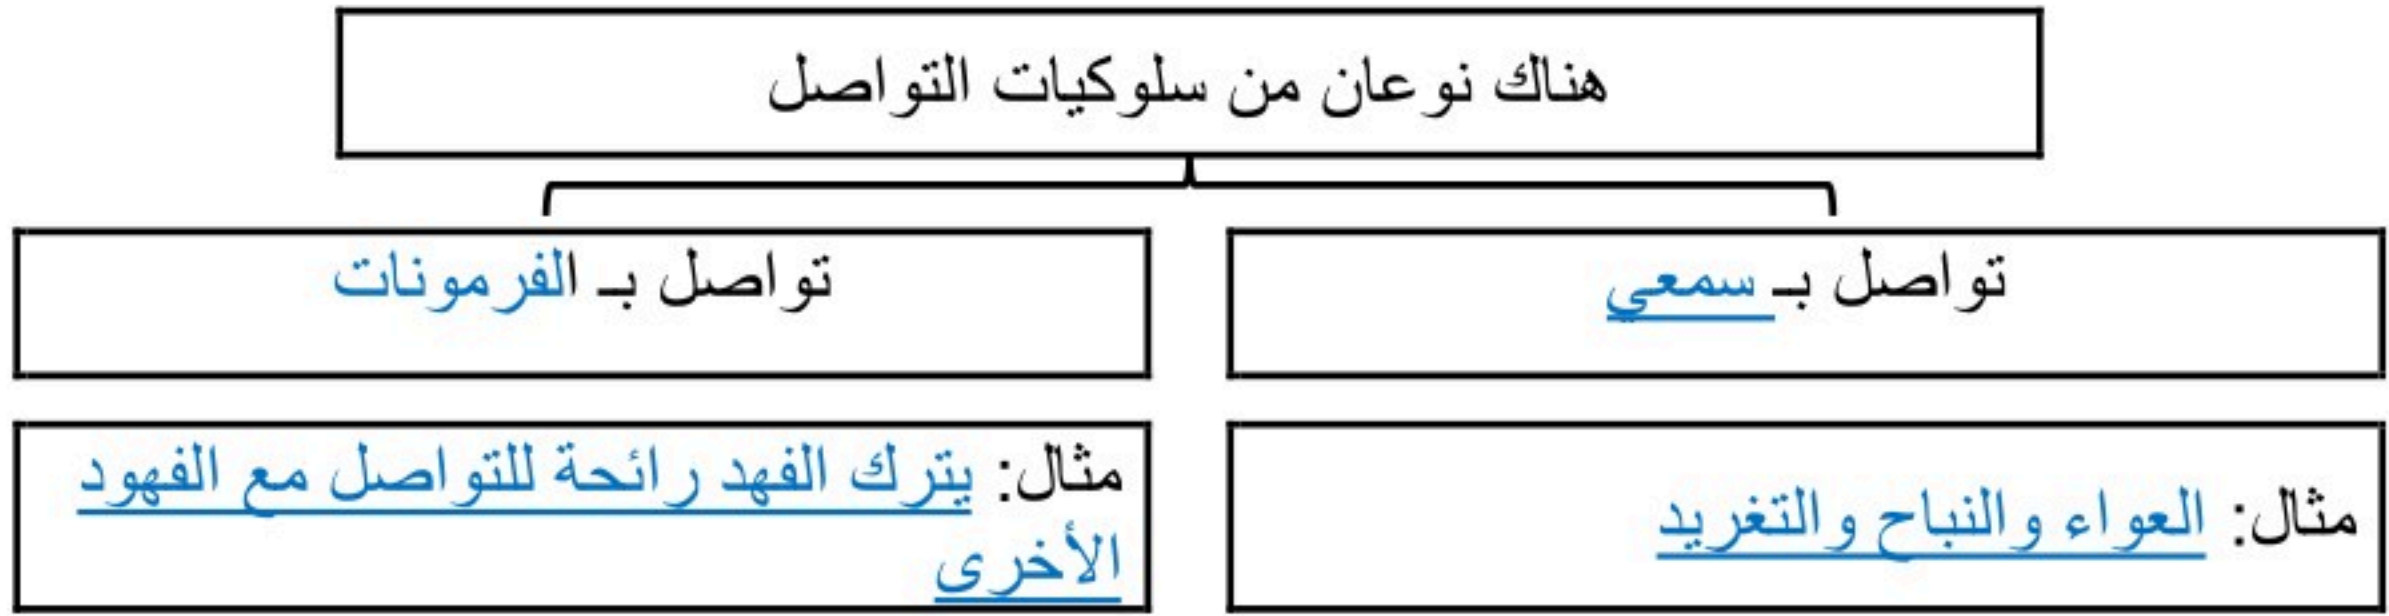 هناك نوعان من سلوكيات التواصل
تواصل بـ سمعي
تواصل بـ الفرمونات
مثال: العواء والنباح والتغريد
مثال: يترك الفهد رائحة للتواصل مع الفهود
الأخرى